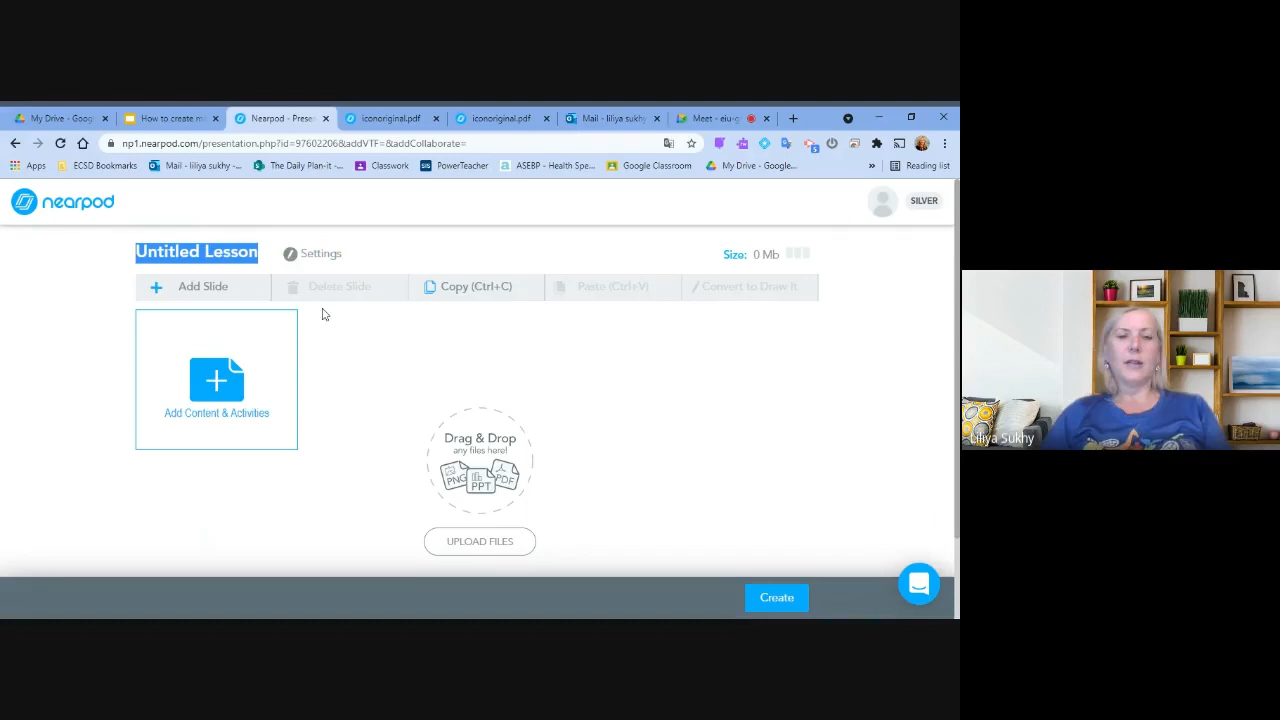 My Drive - Googl
How to create mo
Nearpod - Prese
iconoriginal.pdf
iconoriginal.pdf
Mail - liliya sukhy
Meet - eiu-g
np1.nearpod.com/presentation.php?id=97602206&addVTF=&addCollaborate=
Apps
ECSD Bookmarks
Mail - liliya sukhy -...
The Daily Plan-it -...
Classwork
SIS
PowerTeacher
ASEBP - Health Spe...
Google Classroom
My Drive - Google...
»
Reading list
nearpod
SILVER
Untitled Lesson
Settings
Size: 0 Mb
Add Slide
Delete Slide
Copy (Ctrl+C)
Paste (Ctrl+V)
Convert to Draw It
Add Content & Activities
Drag & Drop
any files here!
PNG
PPT
PDF
UPLOAD FILES
Create
Liliya Sukhy